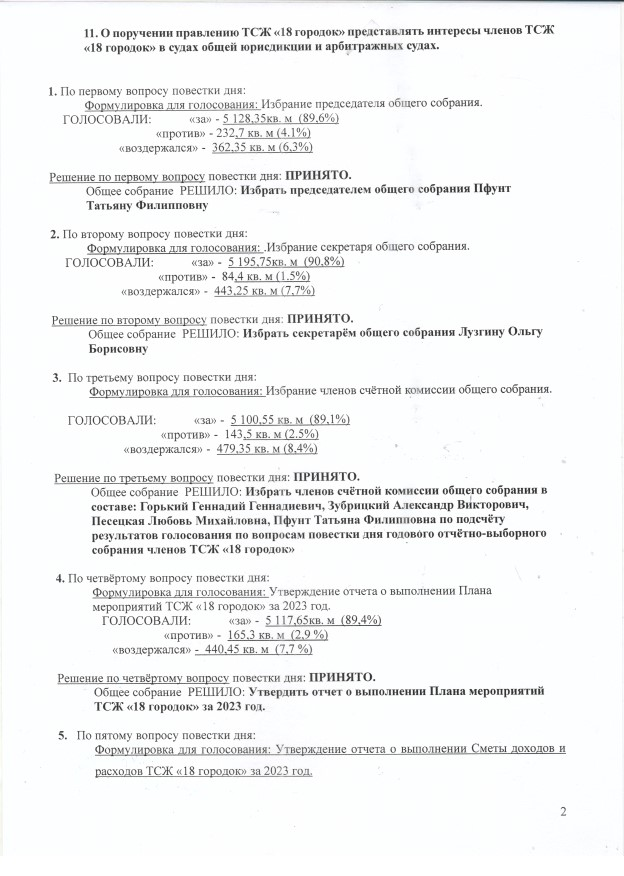 11. О поручении правлению ТСЖ «18 городок» представлять интересы членов ТСЖ
«18 городок» в судах общей юрисдикции и арбитражных судах.
1. По первому вопросу повестки дня:
Формулировка для голосования: Избрание председателя общего собрания.
ГОЛОСОВАЛИ: «за» - 5 128,35кв. м (89,6%)
«против» - 232,7 кв. м (4.1%)
«воздержался» - 362,35 кв. м (6,3%)
Решение по первому вопросу повестки дня: ПРИНЯТО.
Общее собрание РЕШИЛО: Избрать председателем общего собрания Пфунт
Татьяну Филипповну
2. По второму вопросу повестки дня:
Формулировка для голосования: .Избрание секретаря общего собрания.
ГОЛОСОВАЛИ: «за» - 5 195,75кв. м (90,8%)
«против» - 84,4 кв. м (1.5%)
«воздержался» - 443,25 кв. м (7,7%)
Решение по второму вопросу повестки дня: ПРИНЯТО.
Общее собрание РЕШИЛО: Избрать секретарём общего собрания Лузгину Ольгу
Борисовну
3. По третьему вопросу повестки дня:
Формулировка для голосования: Избрание членов счётной комиссии общего собрания.
ГОЛОСОВАЛИ: «за» - 5 100,55 кв. м (89,1%)
«против» - 143,5 кв. м (2.5%)
«воздержался» - 479,35 кв. м (8,4%)
Решение по третьему вопросу повестки дня: ПРИНЯТО.
Общее собрание РЕШИЛО: Избрать членов счётной комиссии общего собрания в
составе: Горький Геннадий Геннадиевич, Зубрицкий Александр Викторович,
Песецкая Любовь Михайловна, Пфунт Татьяна Филипповна по подсчёту
результатов голосования по вопросам повестки дня годового отчётно-выборного
собрания членов ТСЖ «18 городок»
4. По четвёртому вопросу повестки дня:
Формулировка для голосования: Утверждение отчета о выполнении Плана
мероприятий ТСЖ «18 городок» за 2023 год.
ГОЛОСОВАЛИ: «за» - 5 117,65кв. м (89,4%)
«против» - 165,3 кв. м (2,9 %)
«воздержался» - 440,45 кв. м (7,7 %)
Решение по четвёртому вопросу повестки дня: ПРИНЯТО.
Общее собрание РЕШИЛО: Утвердить отчет о выполнении Плана мероприятий
ТСЖ «18 городок» за 2023 год.
5. По пятому вопросу повестки дня:
Формулировка для голосования: Утверждение отчета о выполнении Сметы доходов и
расходов ТСЖ «18 городок» за 2023 год.
2